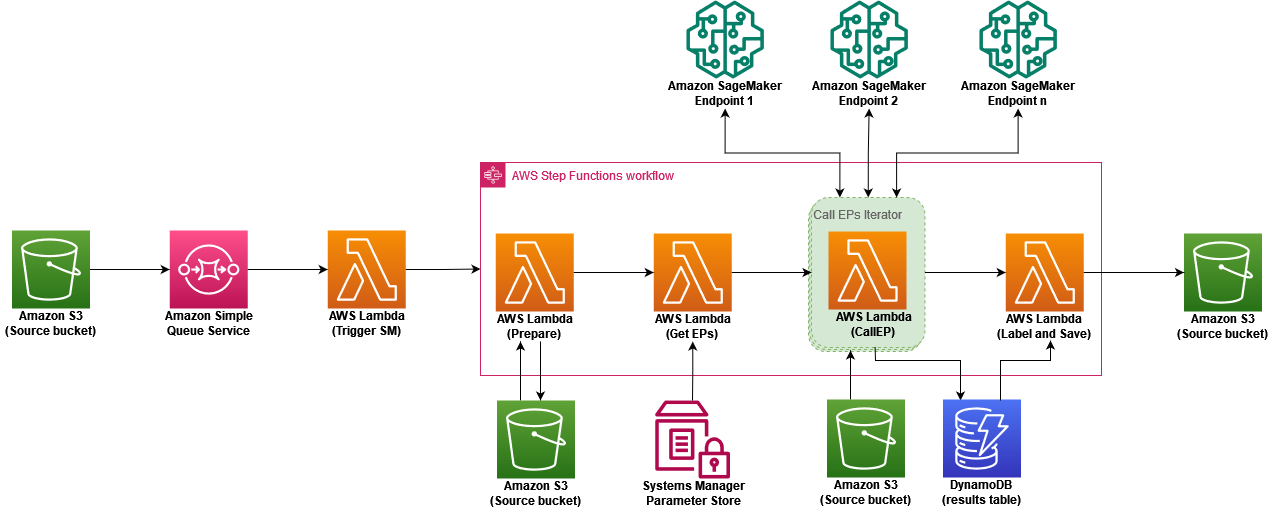 Amazon SageMaker
Endpoint 1
Amazon SageMaker
Endpoint 2
Amazon SageMaker
Endpoint n
AWS Step Functions workflow
Call EPs Iterator
Amazon S3
(Source bucket)
Amazon Simple
Queue Service
AWS Lambda
(Trigger SM)
AWS Lambda
(Prepare)
AWS Lambda
(Get EPs)
AWS Lambda
(CallEP)
AWS Lambda
(Label and Save)
Amazon S3
(Source bucket)
Amazon S3
(Source bucket)
Systems Manager
Parameter Store
Amazon S3
(Source bucket)
DynamoDB
(results table)